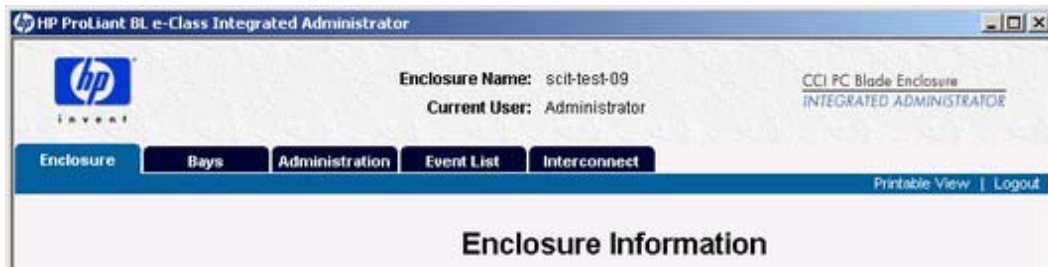 HP ProLiant BL e-Class Integrated Administrator
hp
invent
Enclosure Name: scit-test-09
Current User: Administrator
CCI PC Blade Enclosure
INTEGRATED ADMINISTRATOR
Enclosure Bays Administration Event List Interconnect
Printable View | Logout
Enclosure Information